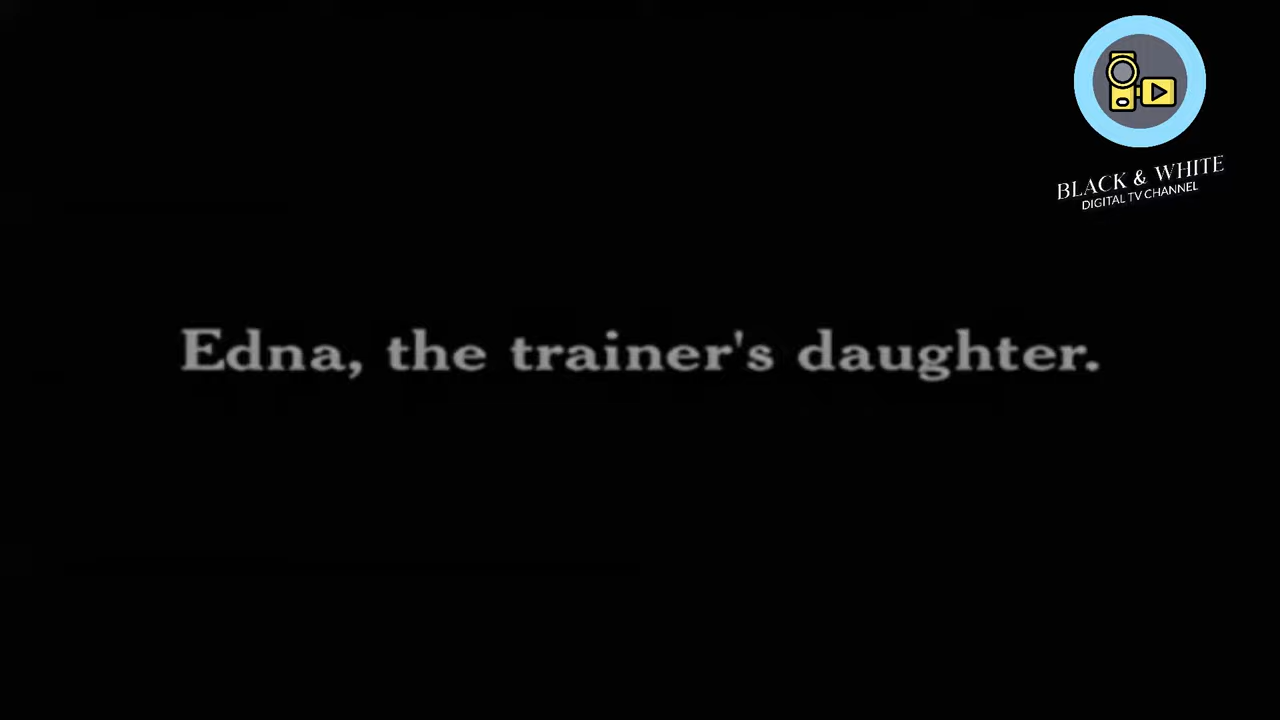 BLACK & WHITE
DIGITAL TV CHANNEL
Edna, the trainer's daughter.